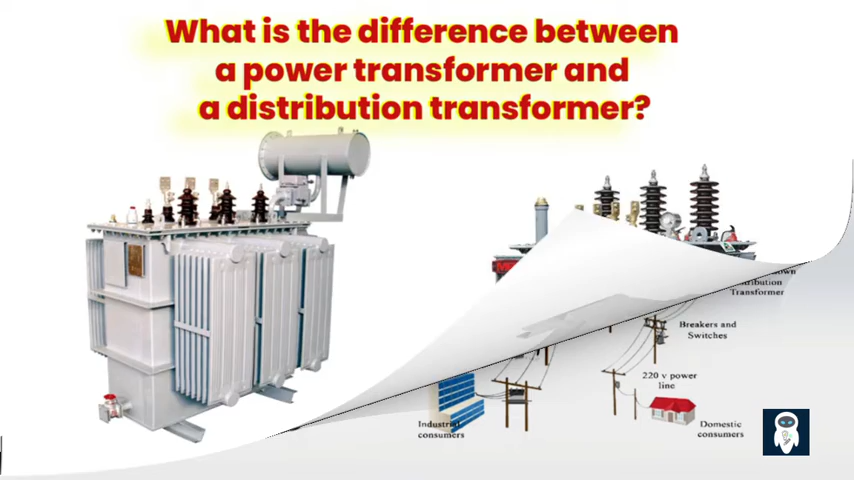 What is the difference between
a power transformer and
a distribution transformer?
Transformer
Breakers and
Switches
220 v power
line
Industrial
consumers
Domestic
consumers